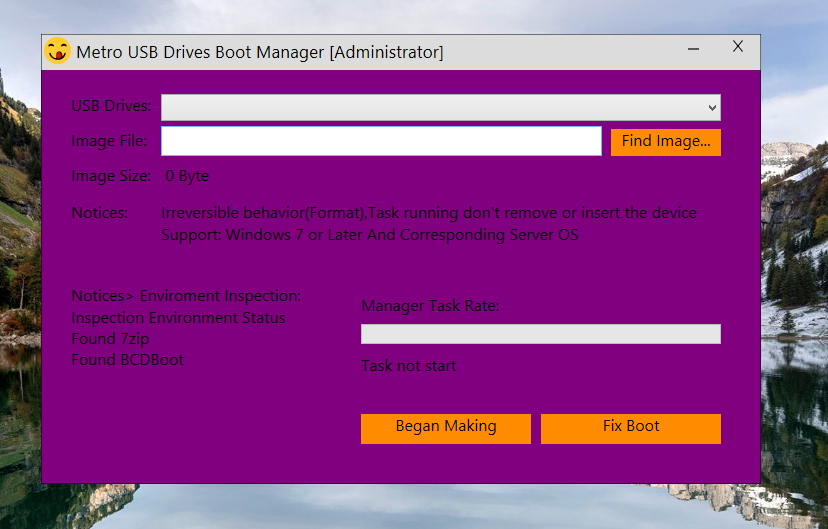 Metro USB Drives Boot Manager [Administrator]
USB Drives:
Image File:
Find Image...
Image Size: 0 Byte
Notices: Irreversible behavior(Format),Task running don't remove or insert the device
Support: Windows 7 or Later And Corresponding Server OS
Notices> Enviroment Inspection:
Inspection Environment Status
Found 7zip
Found BCDBoot
Manager Task Rate:
Task not start
Began Making
Fix Boot